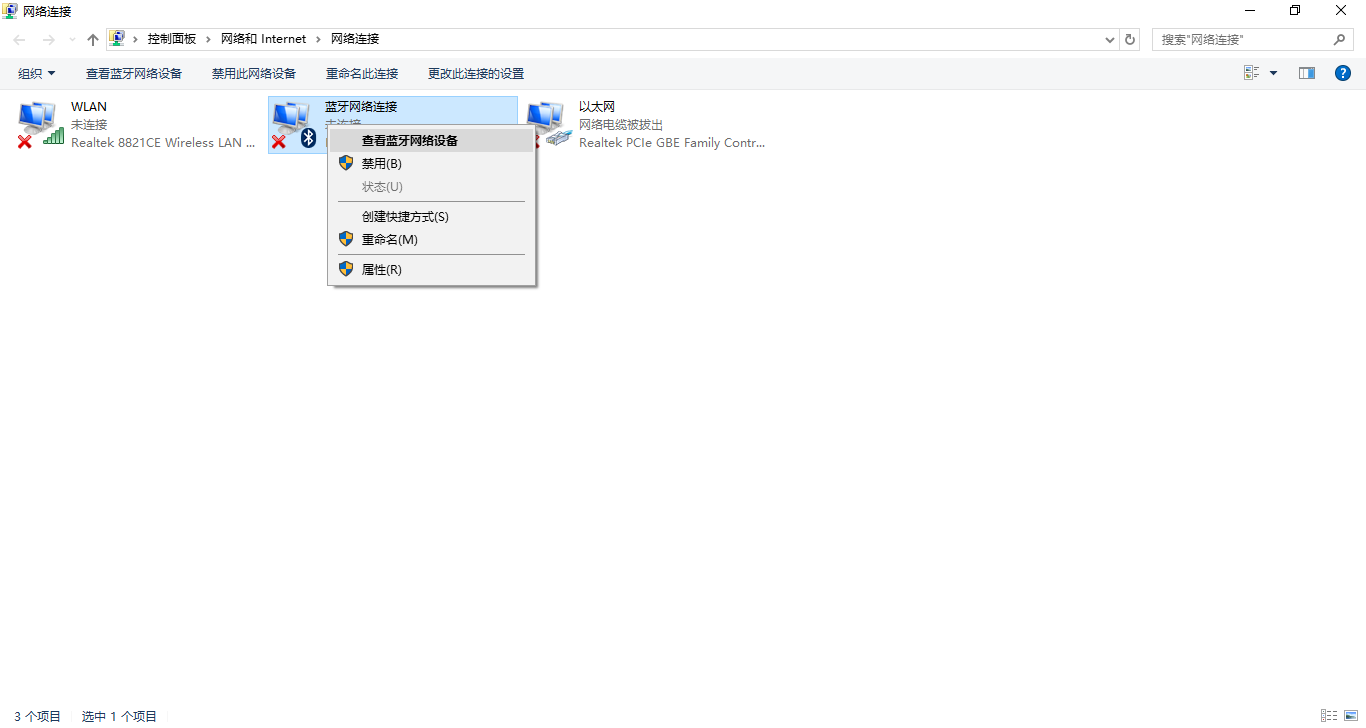 网络连接
控制面板 网络和 Internet 网络连接
搜索"网络连接"
组织 查看蓝牙网络设备 禁用此网络设备 重命名此连接 更改此连接的设置
WLAN
未连接
Realtek 8821CE Wireless LAN ...
蓝牙网络连接
未连接
以太网
网络电缆被拔出
Realtek PCIe GBE Family Contr...
查看蓝牙网络设备
禁用(B)
状态(U)
创建快捷方式(S)
重命名(M)
属性(R)
3 个项目 选中 1 个项目